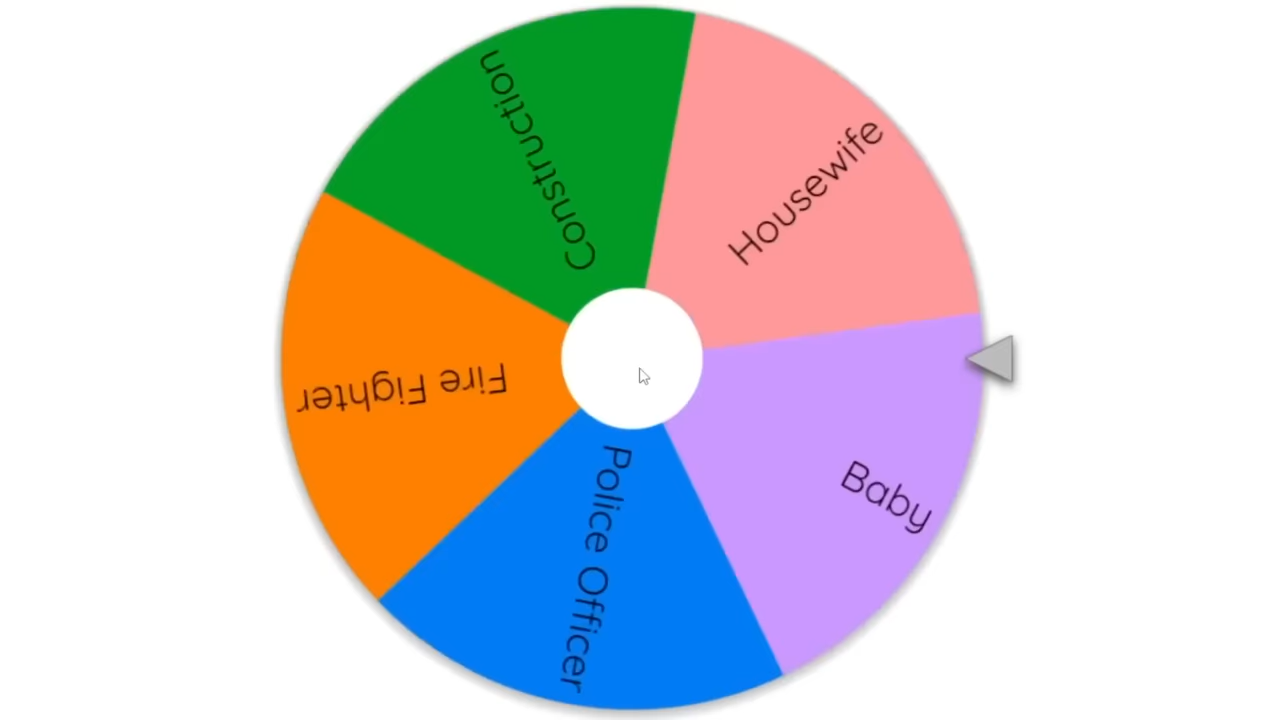 Construction
Housewife
Fire Fighter
Baby
Police Officer